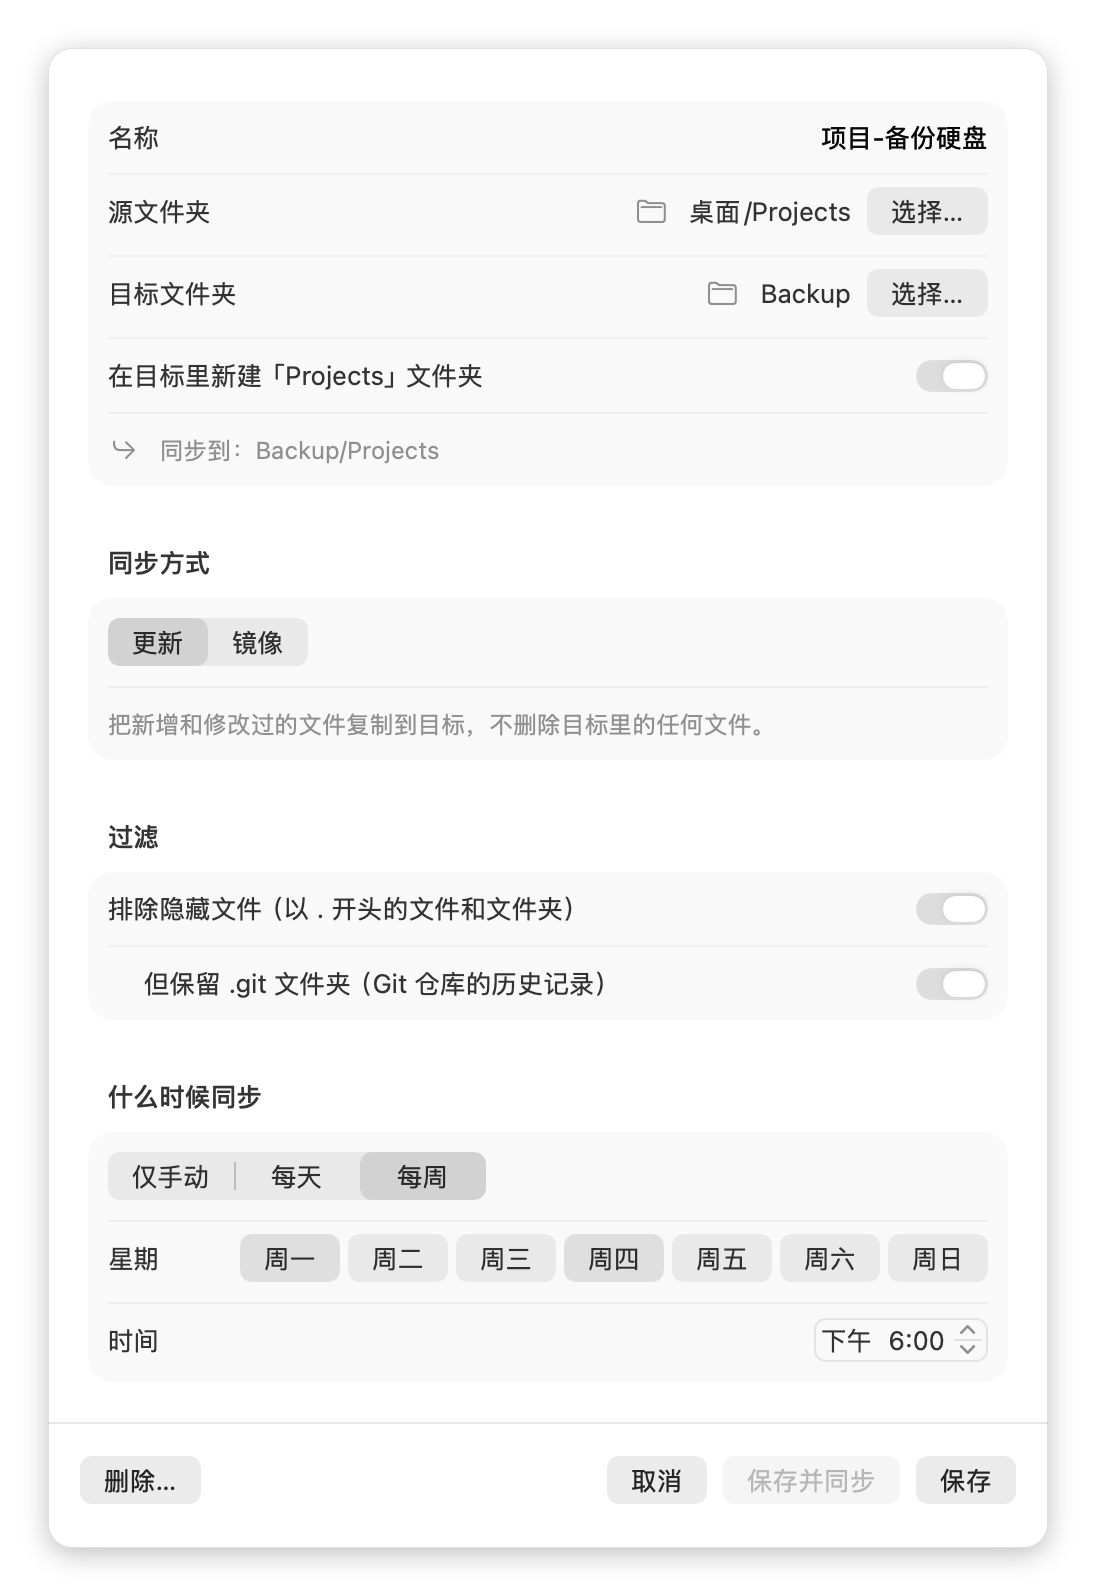 名称 项目-备份硬盘
源文件夹 桌面/Projects 选择...
目标文件夹 Backup 选择...
在目标里新建「Projects」文件夹
同步到：Backup/Projects
同步方式
更新 镜像
把新增和修改过的文件复制到目标，不删除目标里的任何文件。
过滤
排除隐藏文件（以 . 开头的文件和文件夹）
但保留 .git 文件夹（Git 仓库的历史记录）
什么时候同步
仅手动 每天 每周
星期 周一 周二 周三 周四 周五 周六 周日
时间 下午 6:00
删除... 取消 保存并同步 保存